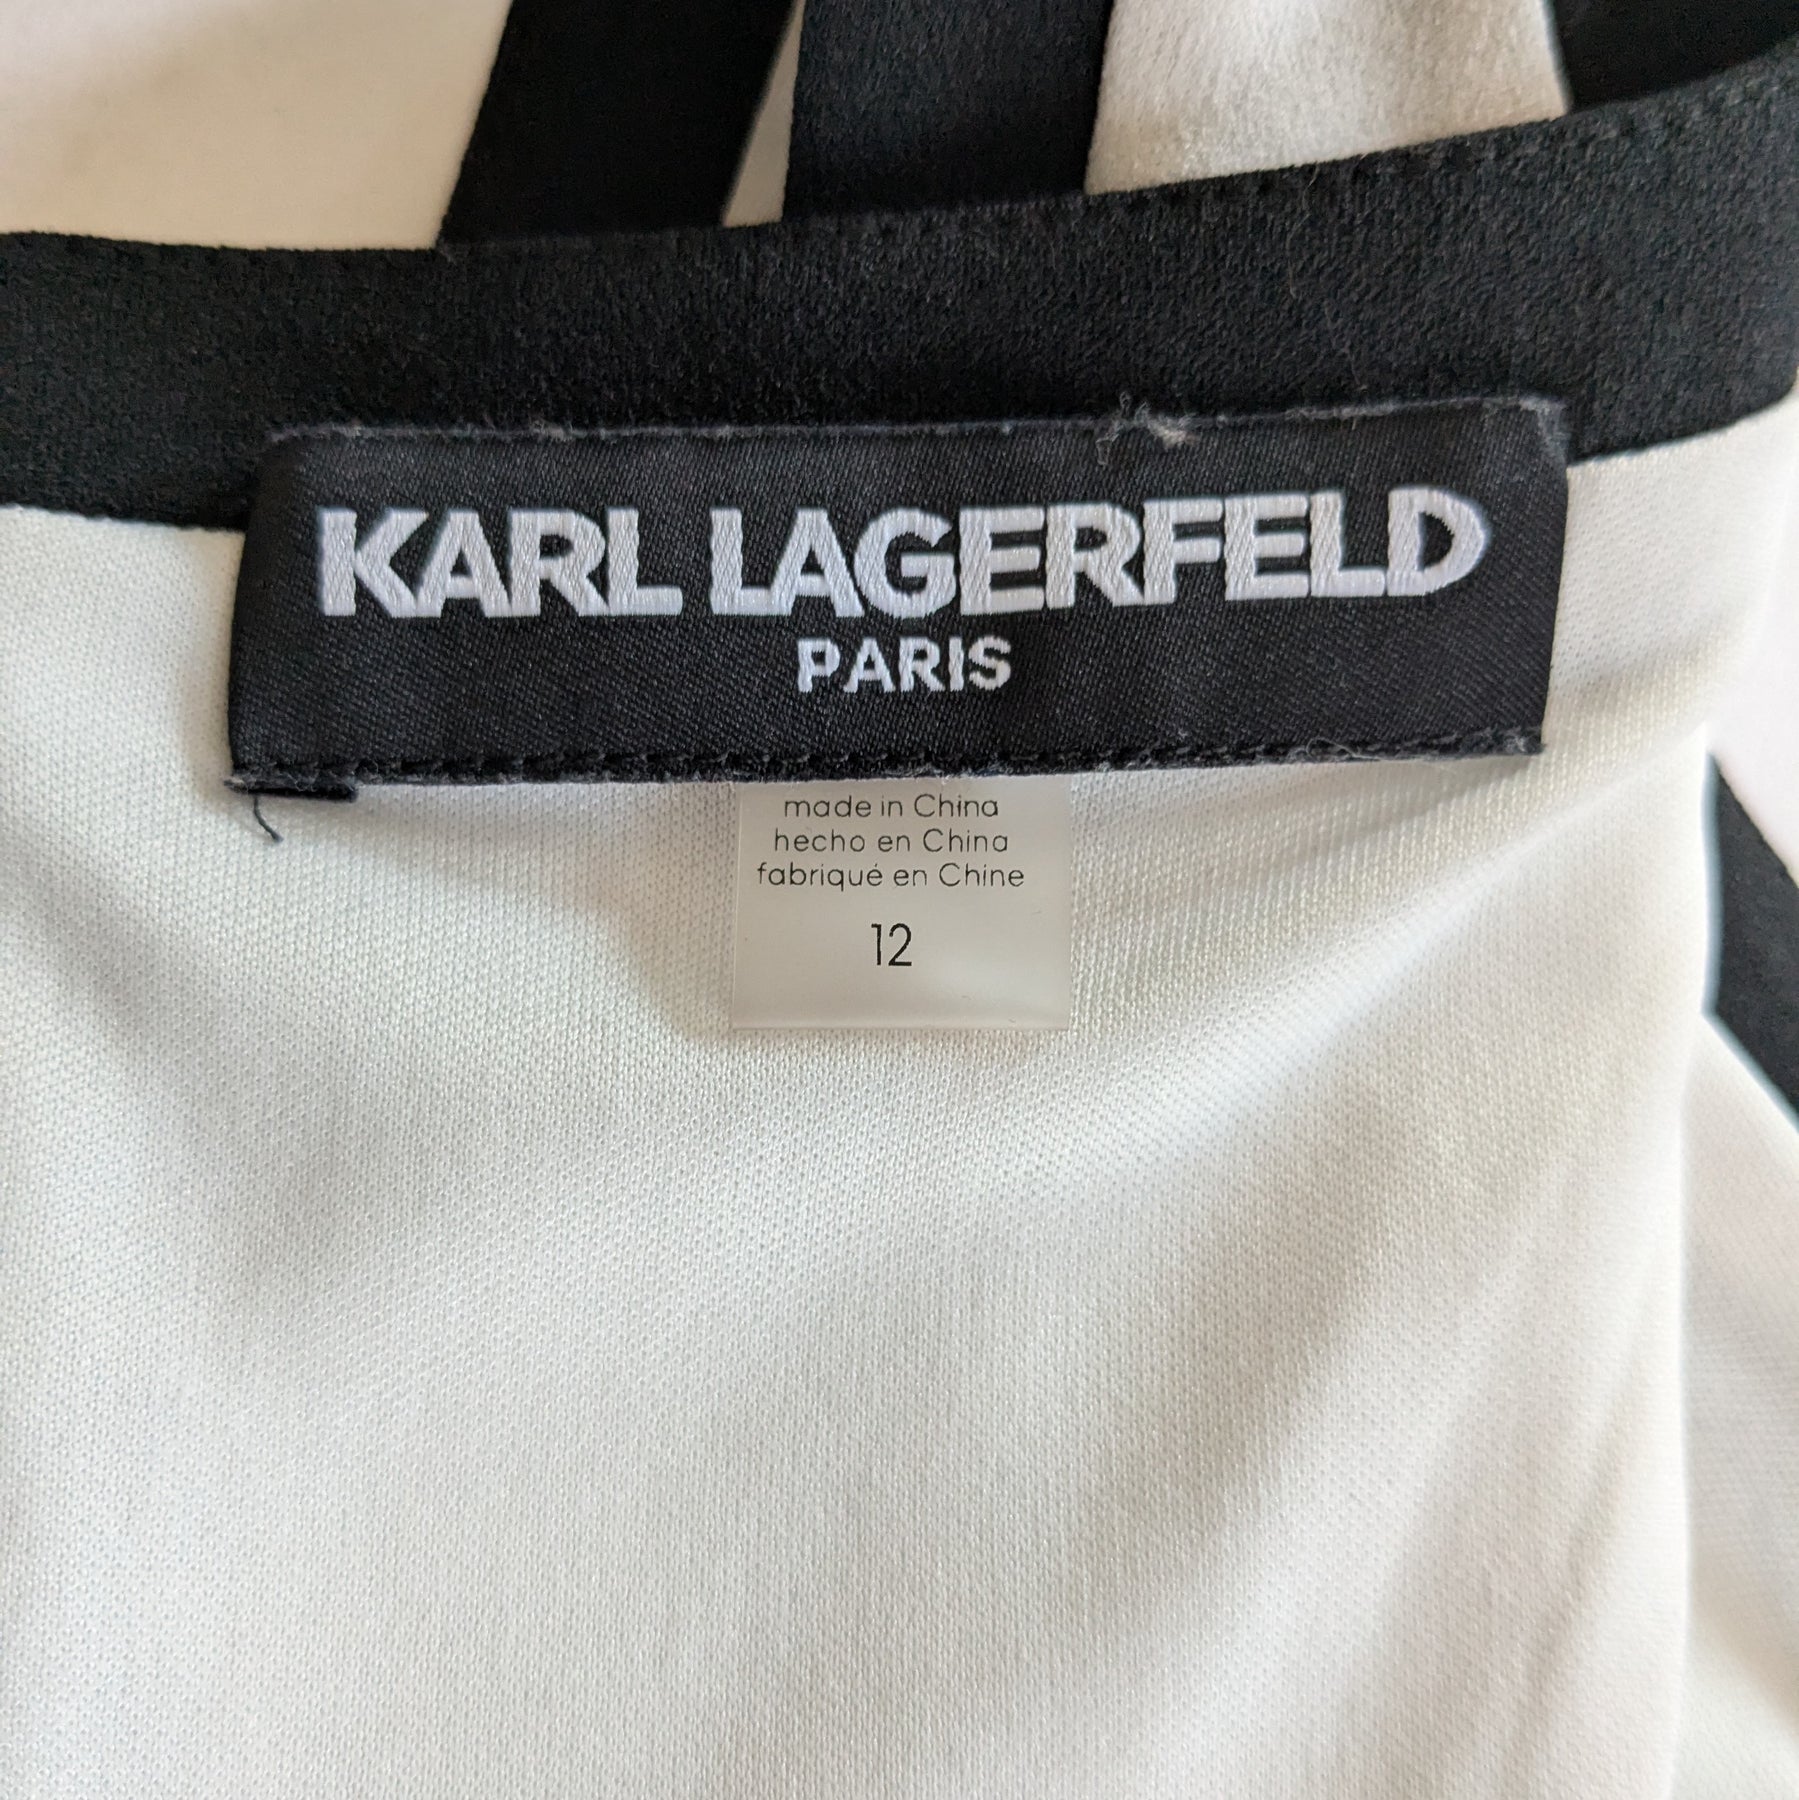 KARL LAGERFELD
PARIS
made in China
hecho en China
fabriqué en Chine
12